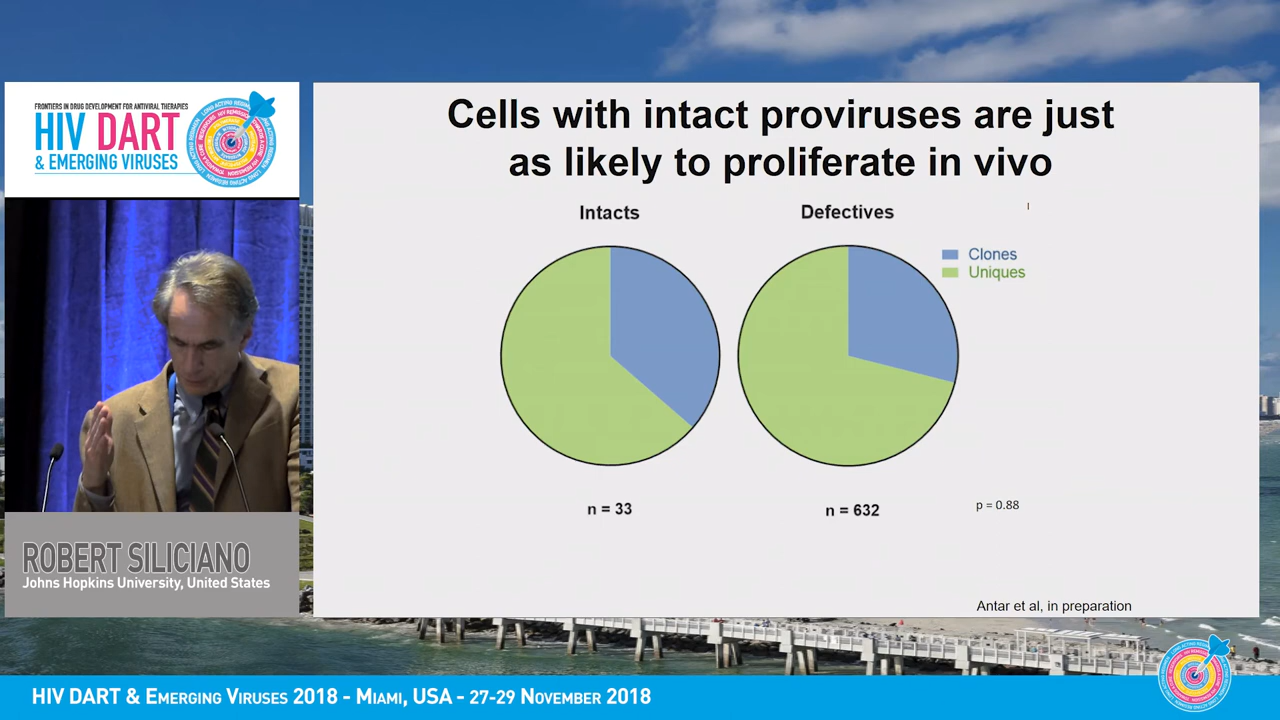 FRONTIERS IN DRUG DEVELOPMENT FOR ANTIVIRAL THERAPIES
HIV DART
& EMERGING VIRUSES
Cells with intact proviruses are just
as likely to proliferate in vivo
Intacts
Defectives
Clones
Uniques
n = 33
n = 632
p = 0.88
Antar et al, in preparation
ROBERT SILICIANO
Johns Hopkins University, United States
HIV DART & EMERGING VIRUSES 2018 - MIAMI, USA - 27-29 NOVEMBER 2018